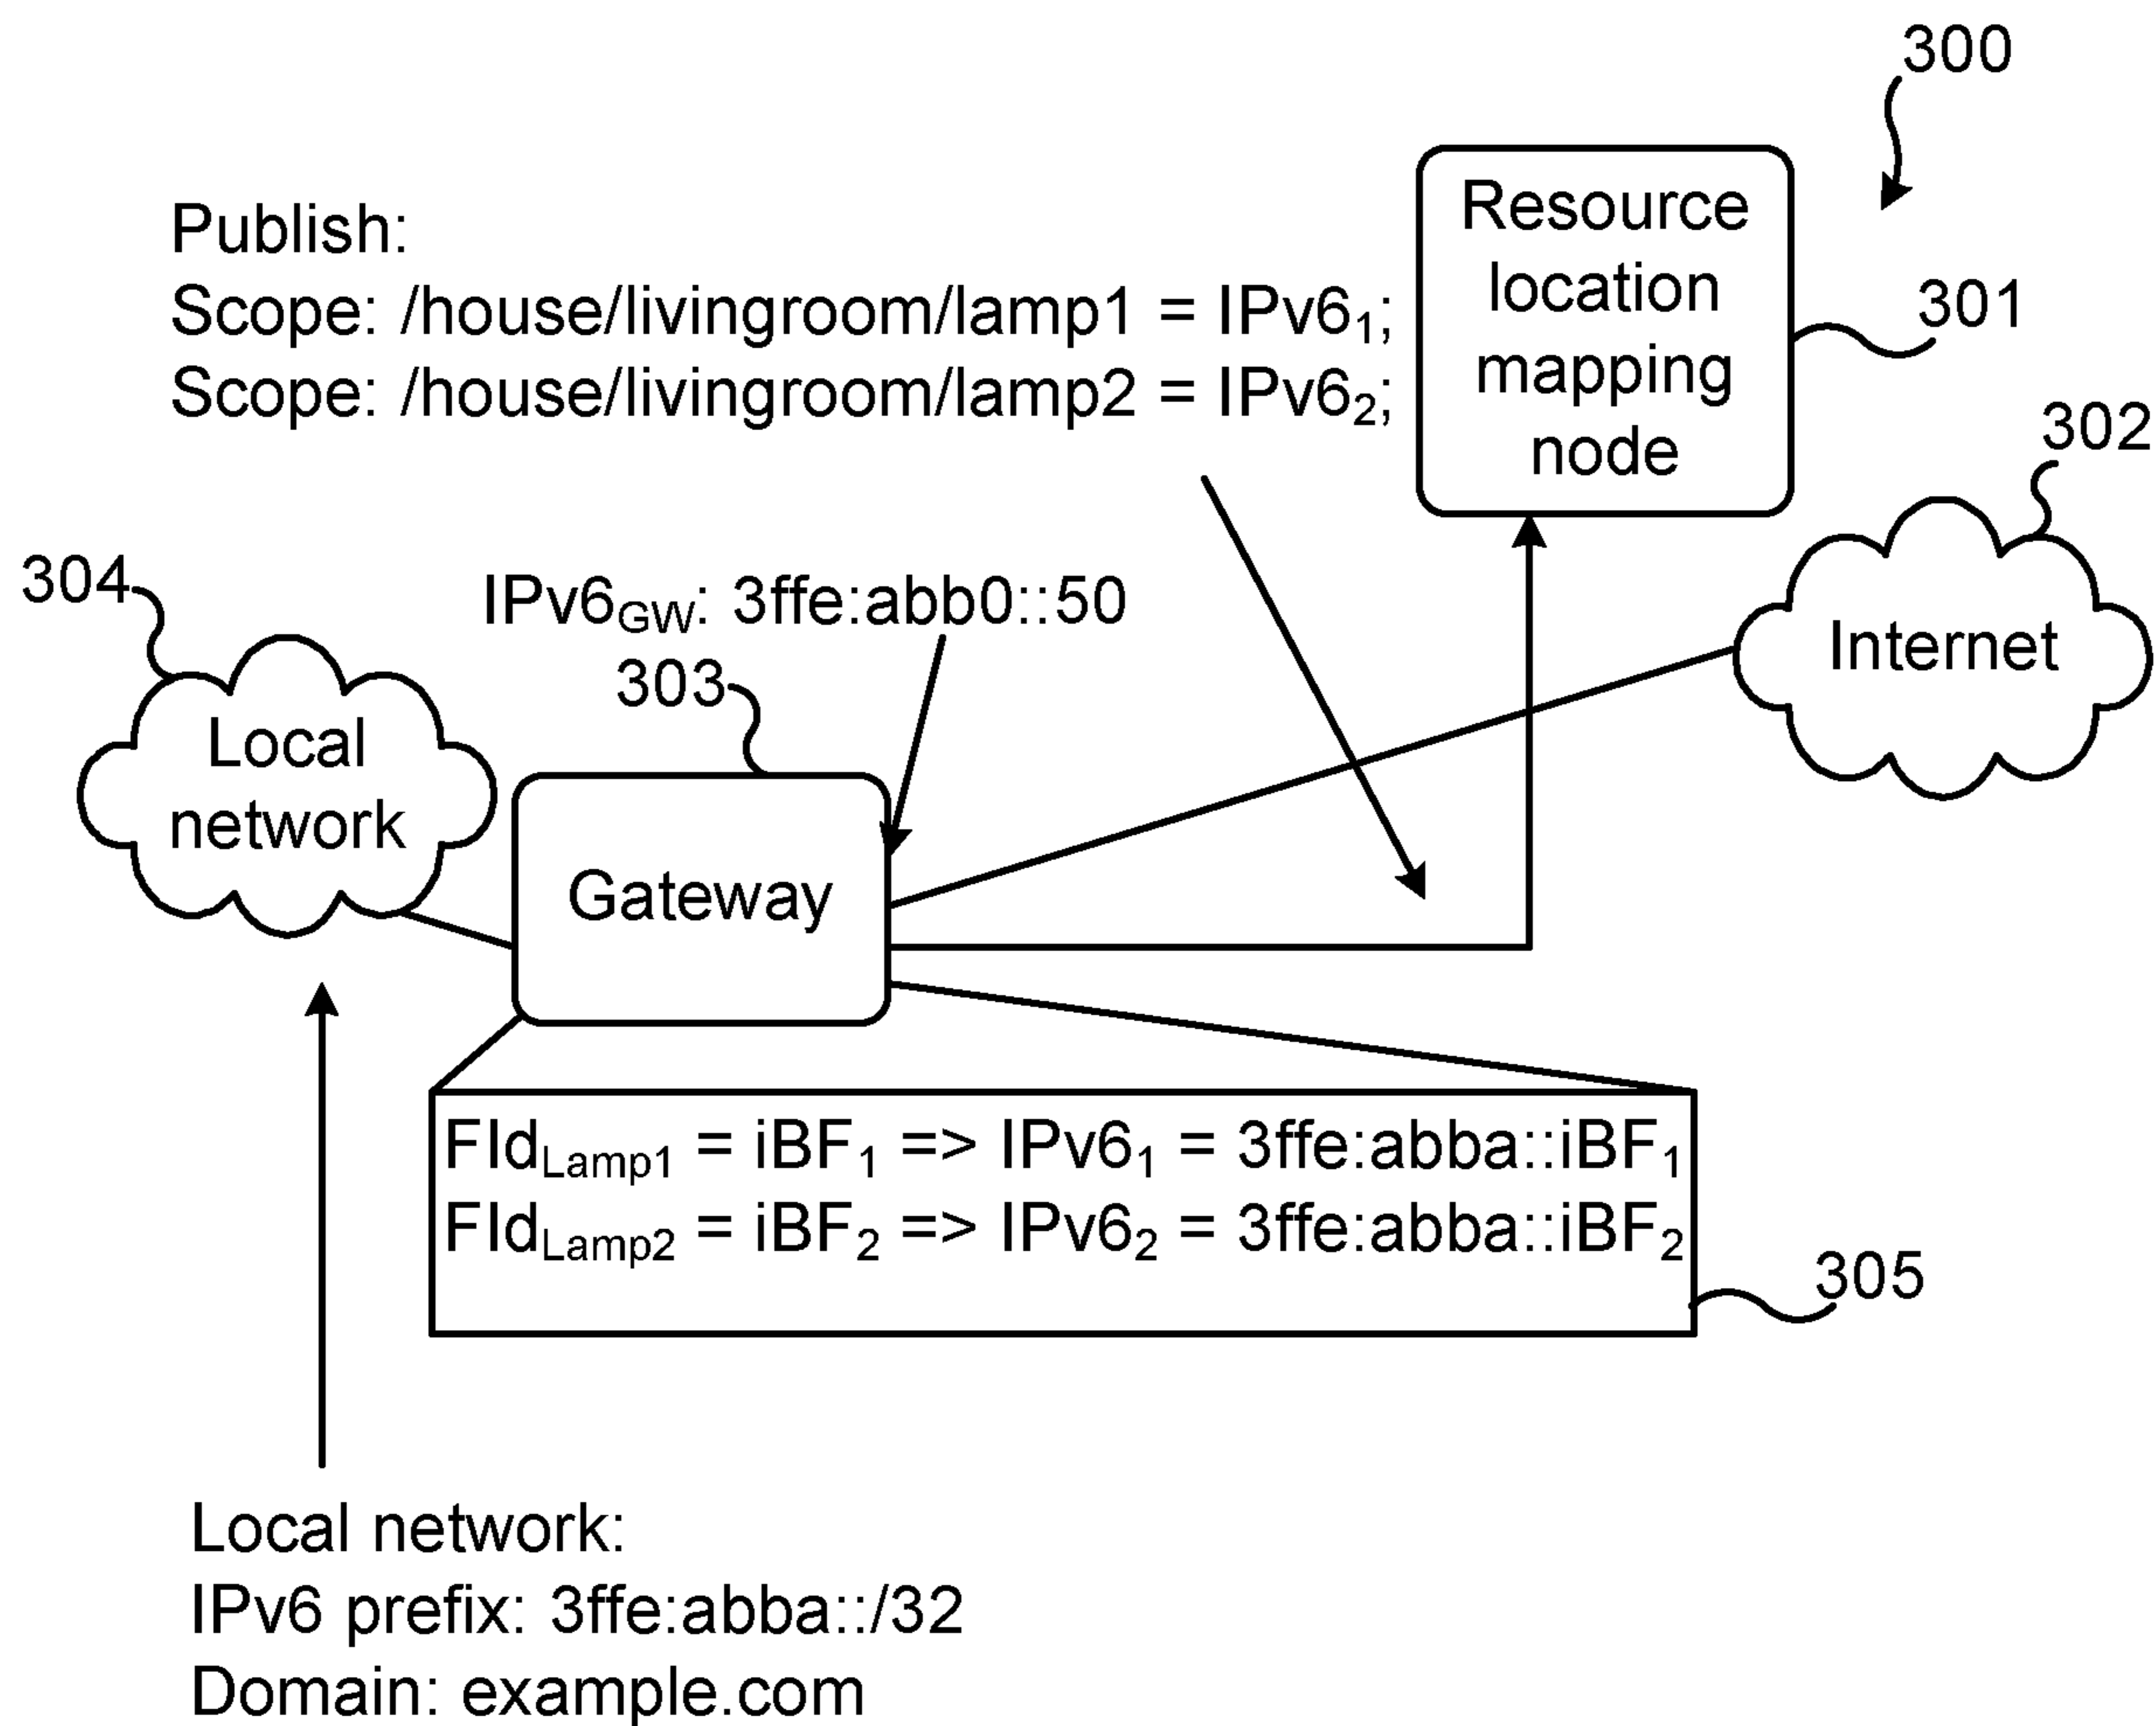 300
Publish:
Scope: /house/livingroom/lamp1 = IPv6₁;
Scope: /house/livingroom/lamp2 = IPv6₂;
Resource
location
mapping
node
301
302
Internet
304
IPv6GW: 3ffe:abb0::50
303
Local
network
Gateway
FIdLamp1 = iBF₁ => IPv6₁ = 3ffe:abba::iBF₁
FIdLamp2 = iBF₂ => IPv6₂ = 3ffe:abba::iBF₂
305
Local network:
IPv6 prefix: 3ffe:abba::/32
Domain: example.com